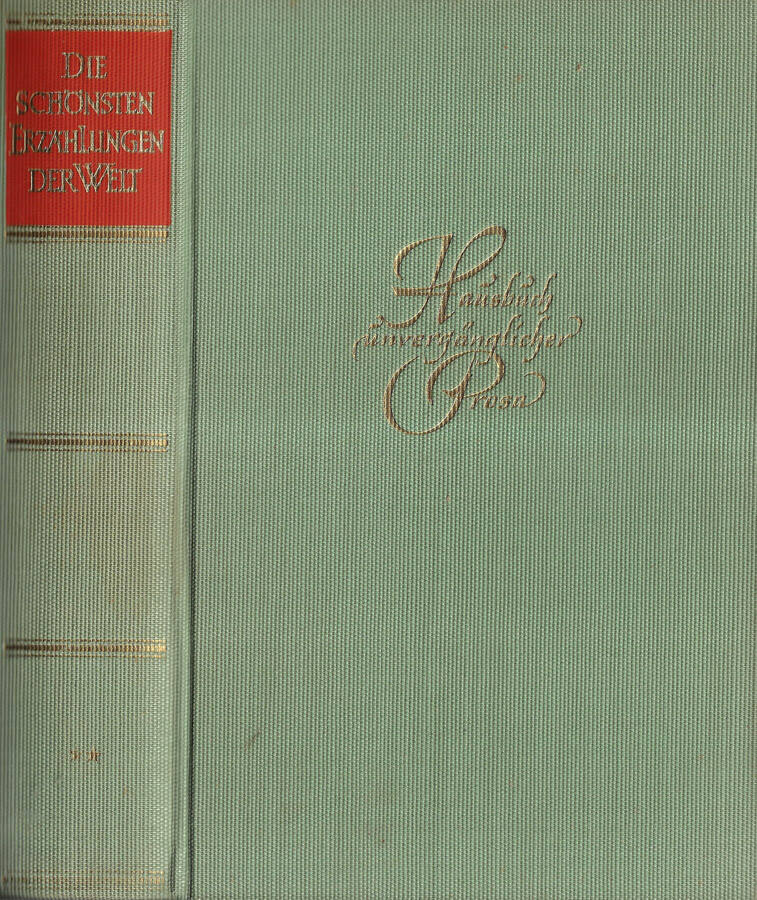 DIE
SCHÖNSTEN
ERZÄHLUNGEN
DER WELT
Hausbuch
unvergänglicher
Prosa
**